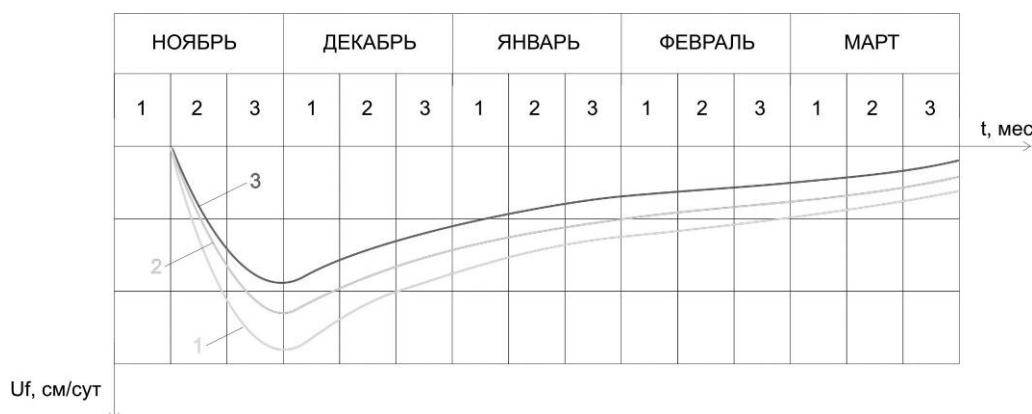 НОЯБРЬ ДЕКАБРЬ ЯНВАРЬ ФЕВРАЛЬ МАРТ
1 2 3 1 2 3 1 2 3 1 2 3 1 2 3
t, мес
3
2
1
Uf, см/сут